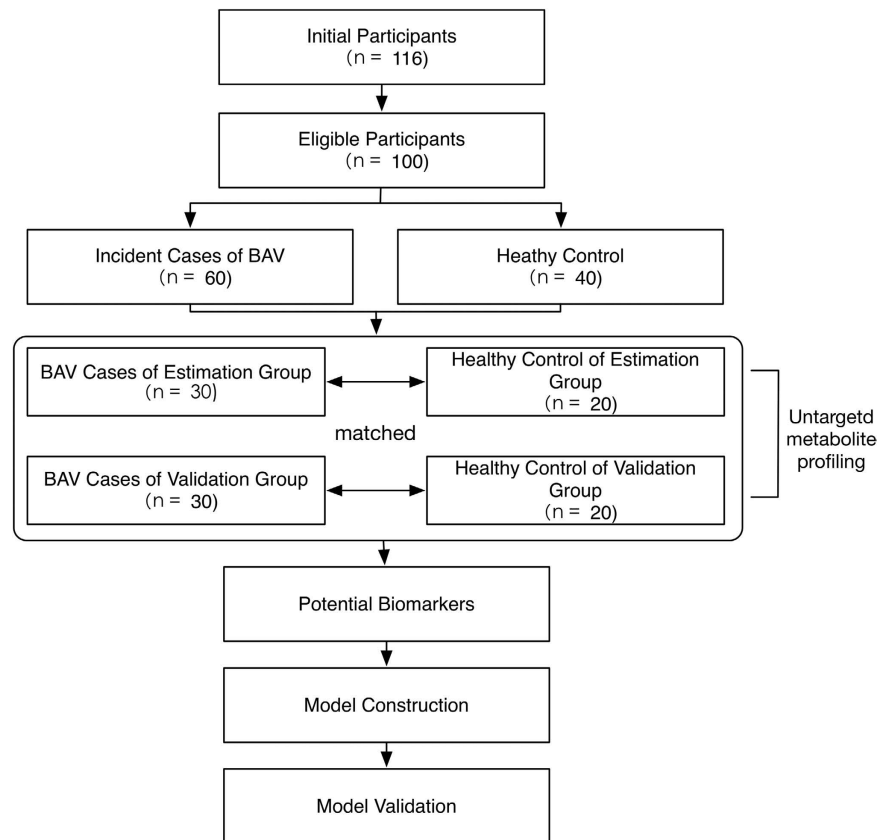 Initial Participants
(n = 116)
Eligible Participants
(n = 100)
Incident Cases of BAV
(n = 60)
Heathy Control
(n = 40)
BAV Cases of Estimation Group
(n = 30)
Healthy Control of Estimation
Group
(n = 20)
matched
BAV Cases of Validation Group
(n = 30)
Healthy Control of Validation
Group
(n = 20)
Untargetd
metabolite
profiling
Potential Biomarkers
Model Construction
Model Validation